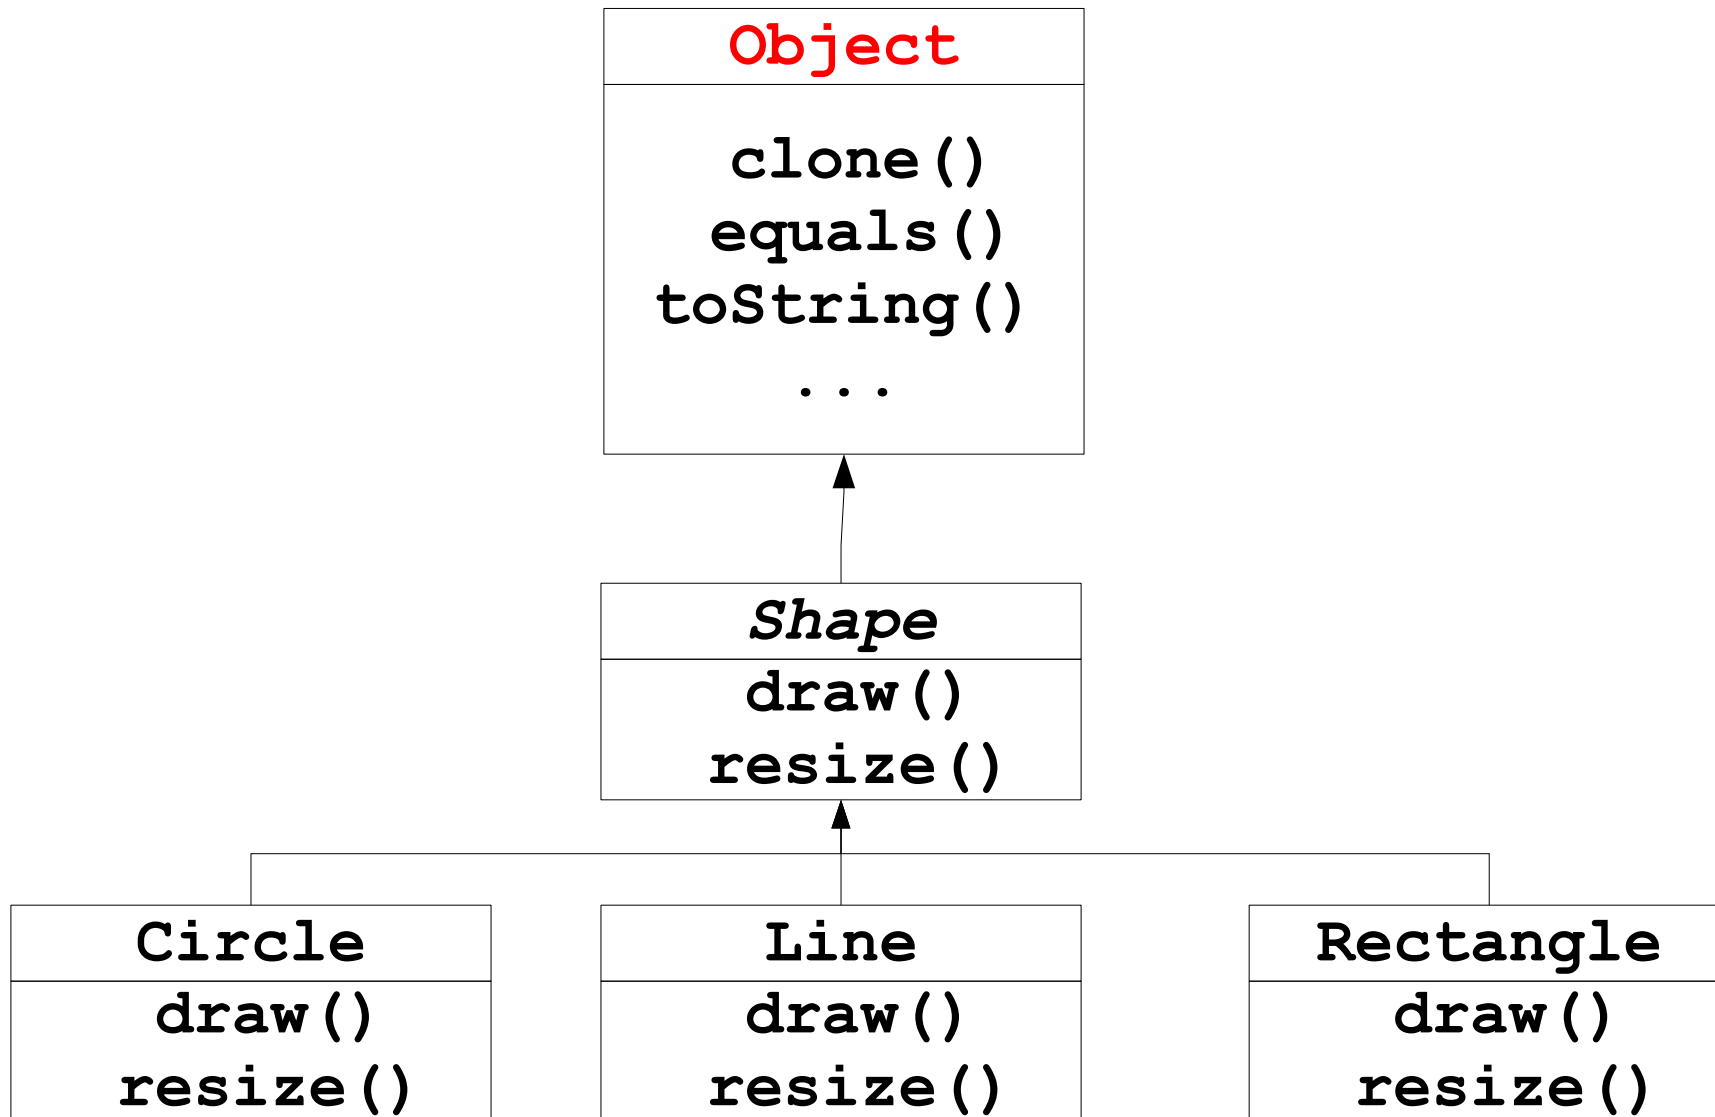 Object
clone()
equals()
toString()
...
Shape
draw()
resize()
Circle
draw()
resize()
Line
draw()
resize()
Rectangle
draw()
resize()